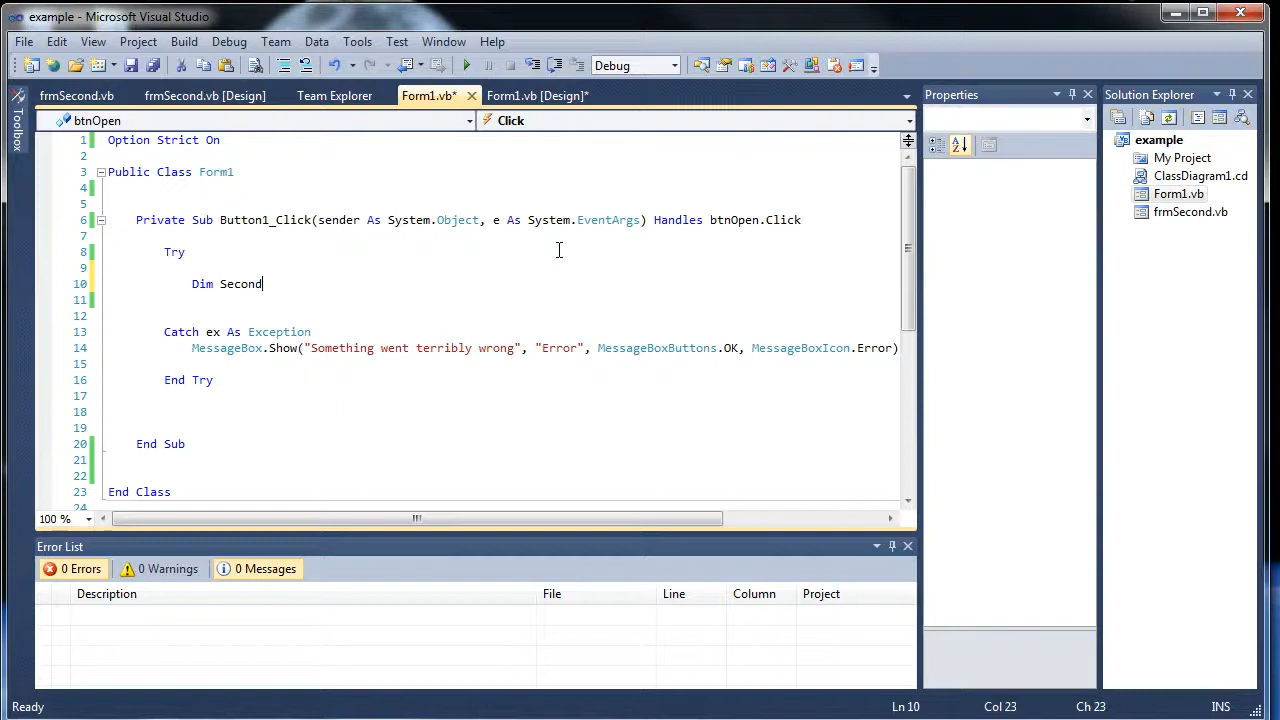 example - Microsoft Visual Studio
File Edit View Project Build Debug Team Data Tools Test Window Help
Debug
frmSecond.vb frmSecond.vb [Design] Team Explorer Form1.vb* Form1.vb [Design]*
btnOpen Click
1 Option Strict On
2
3 Public Class Form1
4
5
6 Private Sub Button1_Click(sender As System.Object, e As System.EventArgs) Handles btnOpen.Click
7
8 Try
9
10 Dim Second
11
12
13 Catch ex As Exception
14 MessageBox.Show("Something went terribly wrong", "Error", MessageBoxButtons.OK, MessageBoxIcon.Error)
15
16 End Try
17
18
19
20 End Sub
21
22
23 End Class
24
100 %
Toolbox
Properties
Solution Explorer
example
My Project
ClassDiagram1.cd
Form1.vb
frmSecond.vb
Error List
0 Errors 0 Warnings 0 Messages
Description File Line Column Project
Ready Ln 10 Col 23 Ch 23 INS